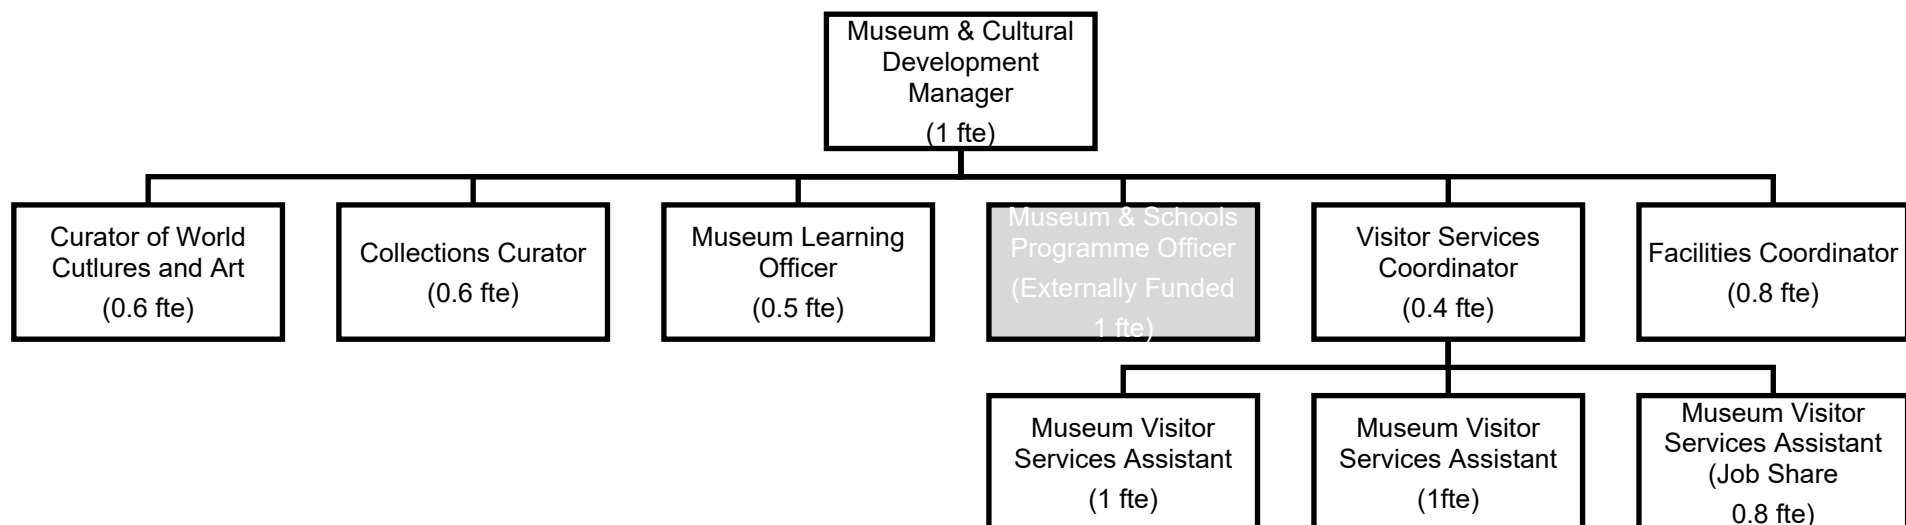 Museum & Cultural
Development
Manager
(1 fte)
Curator of World
Cutlures and Art
(0.6 fte)
Collections Curator
(0.6 fte)
Museum Learning
Officer
(0.5 fte)
Museum & Schools
Programme Officer
(Externally Funded
1 fte)
Visitor Services
Coordinator
(0.4 fte)
Facilities Coordinator
(0.8 fte)
Museum Visitor
Services Assistant
(1 fte)
Museum Visitor
Services Assistant
(1fte)
Museum Visitor
Services Assistant
(Job Share
0.8 fte)